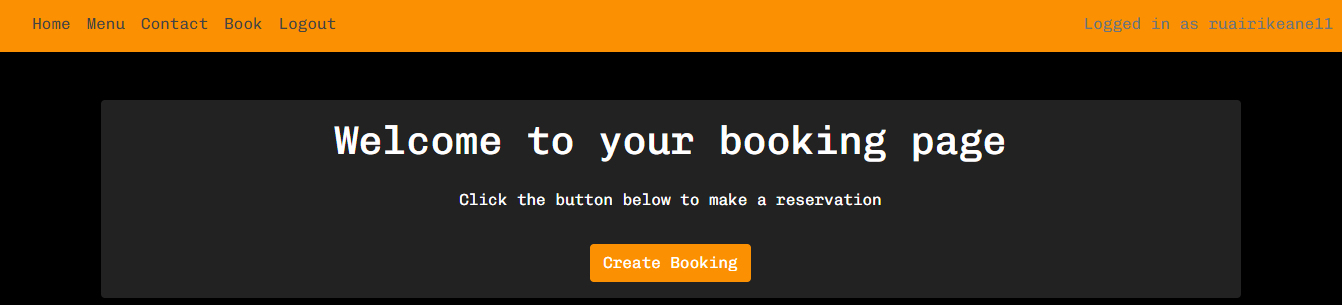 Home Menu Contact Book Logout Logged in as ruairikeane11
Welcome to your booking page
Click the button below to make a reservation
Create Booking